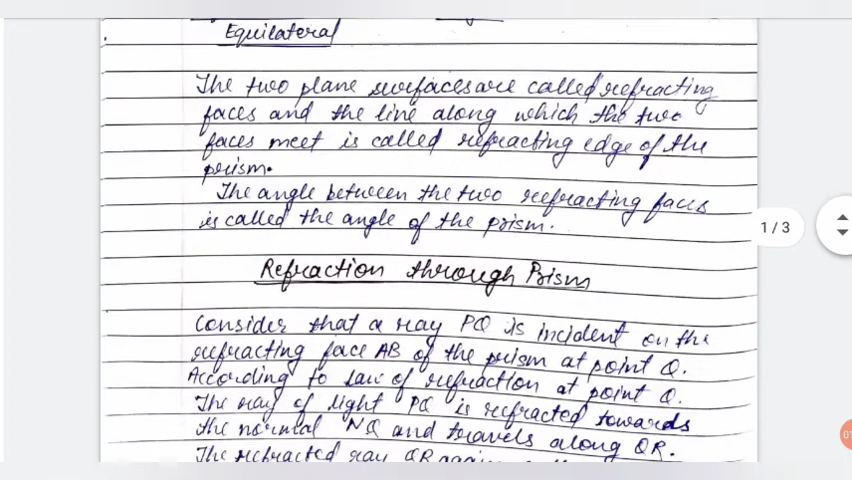 Equilateral
The two plane surfaces are called refracting
faces and the line along which the two
faces meet is called refracting edge of the
prism.
The angle between the two refracting faces
is called the angle of the prism.
1 / 3
Refraction through Prism
Consider that a ray PQ is incident on the
refracting face AB of the prism at point Q.
According to law of refraction at point Q.
The ray of light PQ is refracted towards
the normal NQ and travels along QR.
The refracted ray QR again